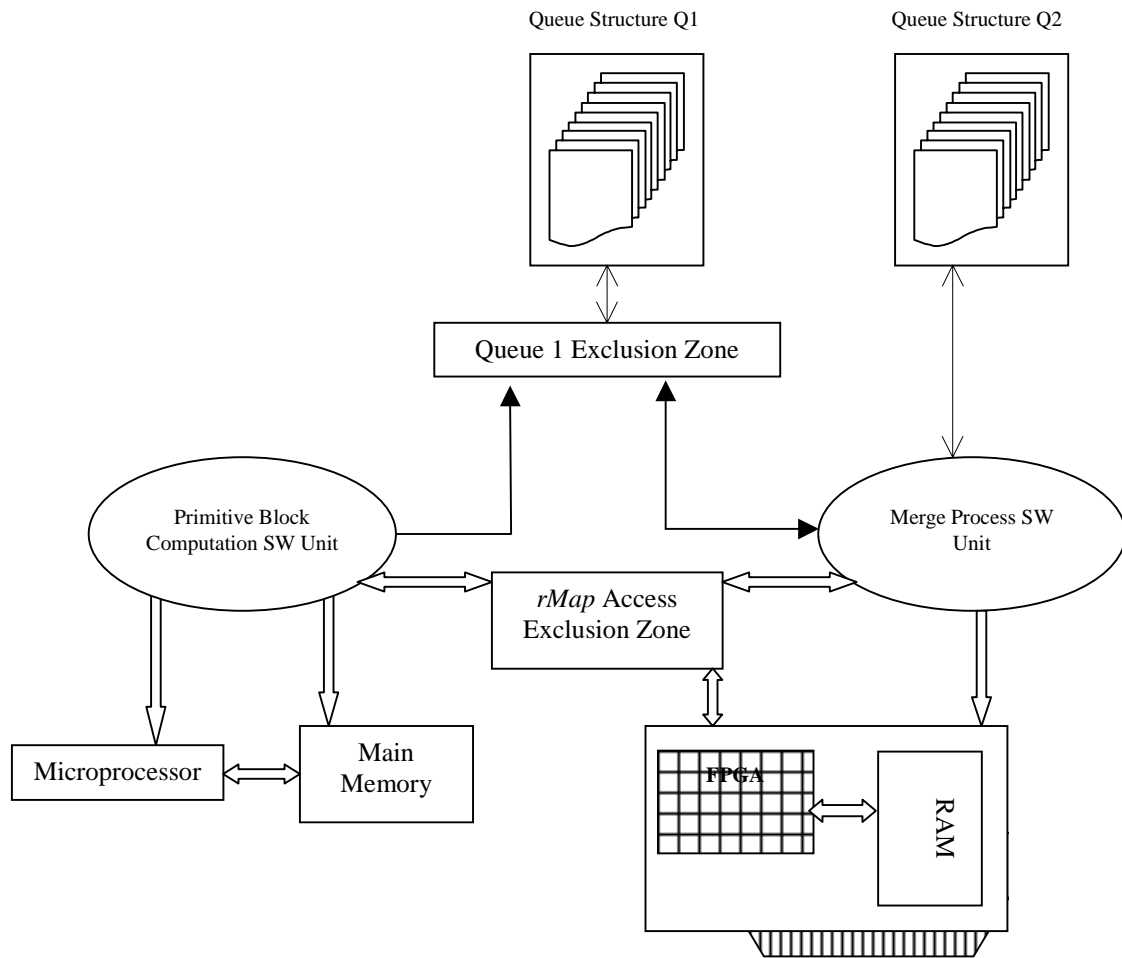 Queue Structure Q1
Queue Structure Q2
Queue 1 Exclusion Zone
Primitive Block
Computation SW Unit
Merge Process SW
Unit
rMap Access
Exclusion Zone
Microprocessor
Main
Memory
FPGA
RAM